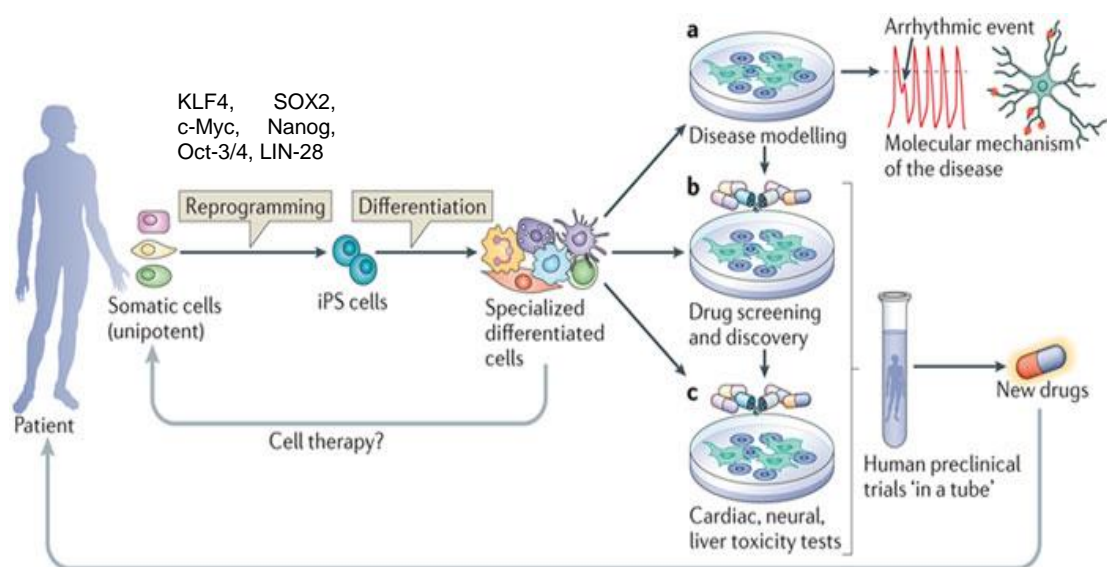 KLF4, SOX2,
c-Myc, Nanog,
Oct-3/4, LIN-28
Reprogramming
Differentiation
Somatic cells
(unipotent)
iPS cells
Specialized
differentiated
cells
Patient
Cell therapy?
a
Disease modelling
Arrhythmic event
Molecular mechanism
of the disease
b
Drug screening
and discovery
c
Cardiac, neural,
liver toxicity tests
Human preclinical
trials ‘in a tube’
New drugs